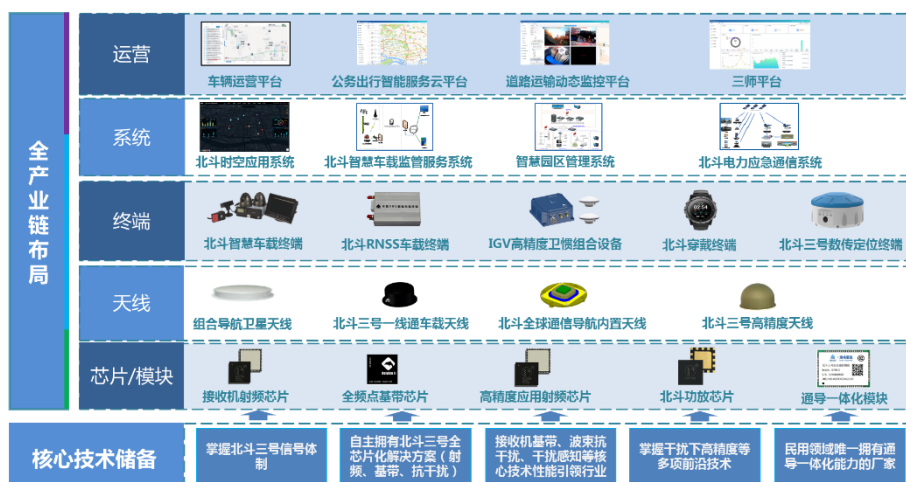 全产业链布局
运营
车辆运营平台
公务出行智能服务云平台
道路运输动态监控平台
三师平台
系统
北斗时空应用系统
北斗智慧车载监管服务系统
智慧园区管理系统
北斗电力应急通信系统
终端
北斗智慧车载终端
北斗RNSS车载终端
IGV高精度卫惯组合设备
北斗穿戴终端
北斗三号数传定位终端
天线
组合导航卫星天线
北斗三号一线通车载天线
北斗全球通信导航内置天线
北斗三号高精度天线
芯片/模块
接收机射频芯片
全频点基带芯片
高精度应用射频芯片
北斗功放芯片
通导一体化模块
核心技术储备
掌握北斗三号信号体
制
自主拥有北斗三号全
芯片化解决方案（射
频、基带、抗干扰）
接收机基带、波束抗
干扰、干扰感知等核
心技术性能引领行业
掌握干扰下高精度等
多项前沿技术
民用领域唯一拥有通
导一体化能力的厂家